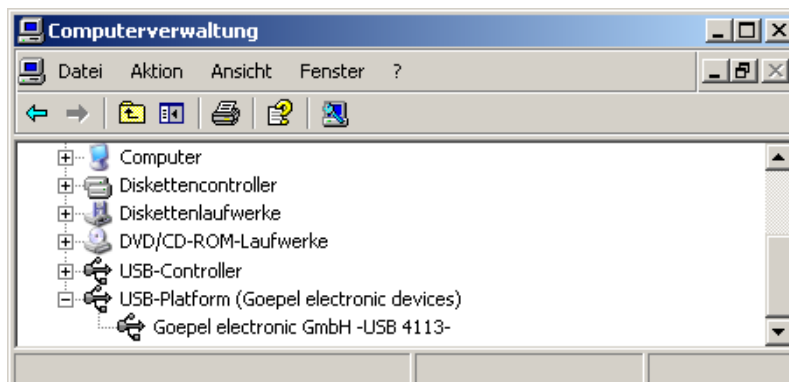 Computerverwaltung
Datei Aktion Ansicht Fenster ?
Computer
Diskettencontroller
Diskettenlaufwerke
DVD/CD-ROM-Laufwerke
USB-Controller
USB-Platform (Goepel electronic devices)
Goepel electronic GmbH -USB 4113-